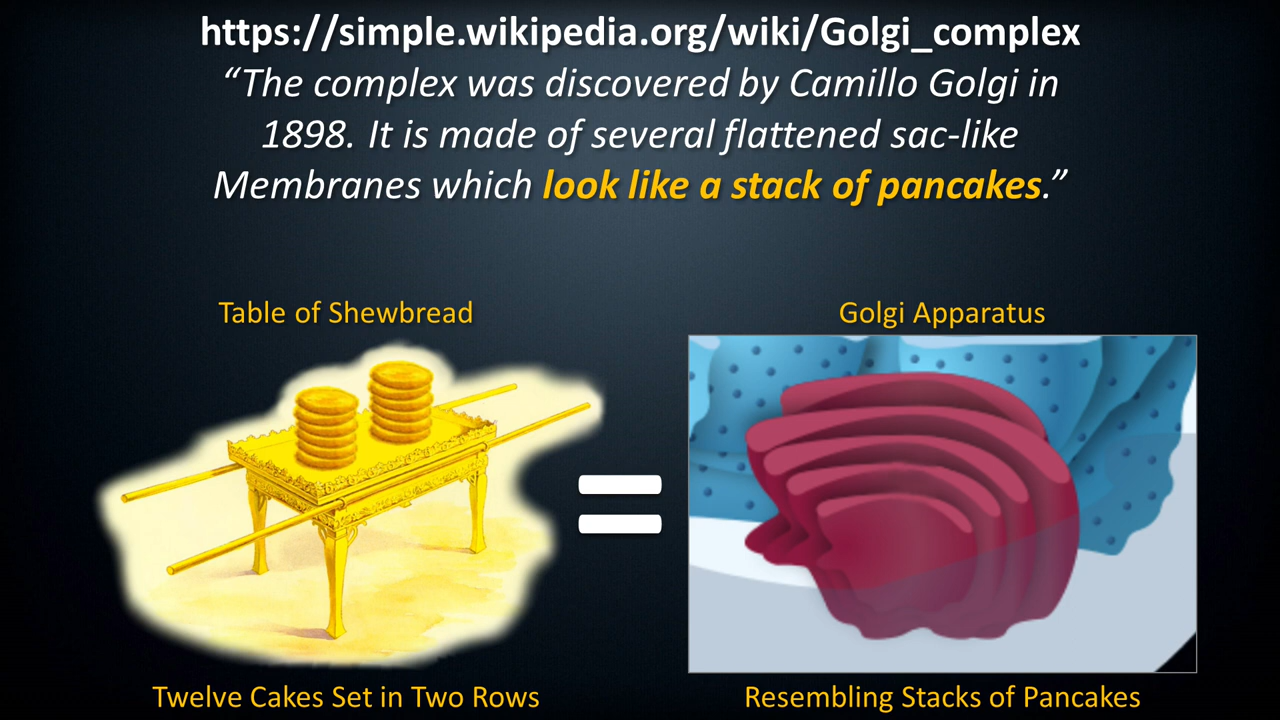 https://simple.wikipedia.org/wiki/Golgi_complex
“The complex was discovered by Camillo Golgi in
1898. It is made of several flattened sac-like
Membranes which look like a stack of pancakes.”
Table of Shewbread
Golgi Apparatus
Twelve Cakes Set in Two Rows
Resembling Stacks of Pancakes